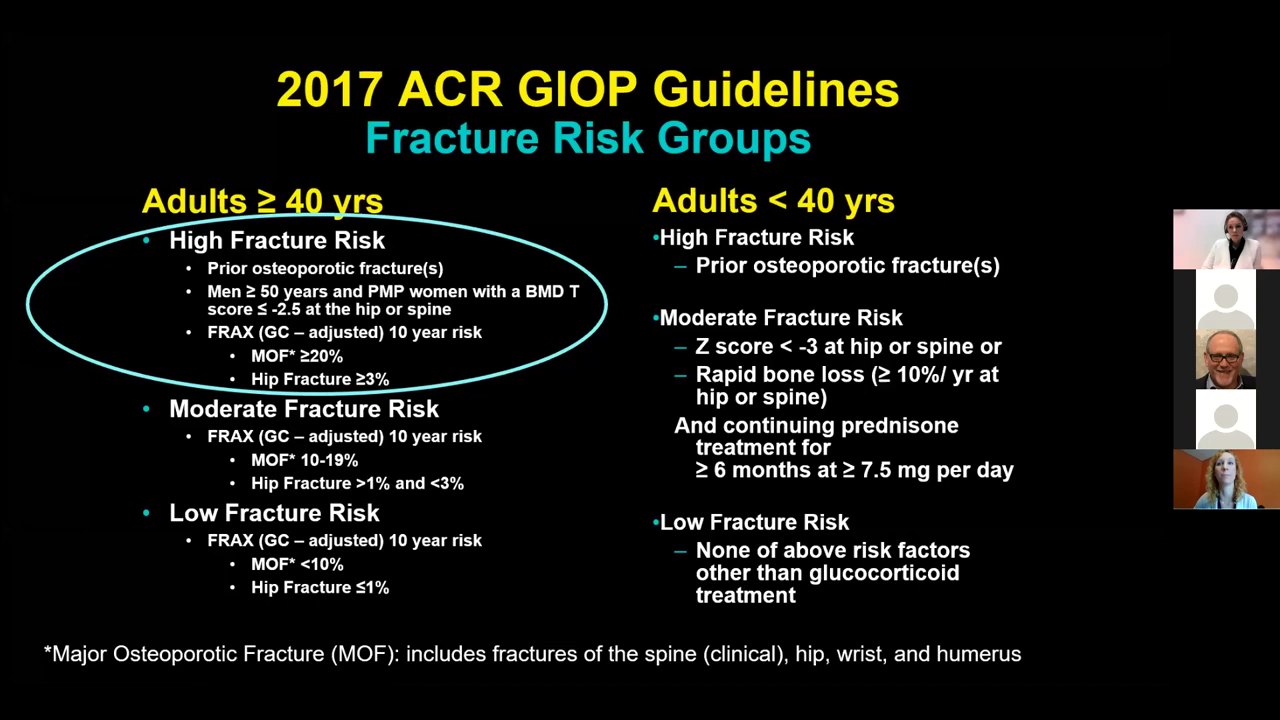 2017 ACR GIOP Guidelines
Fracture Risk Groups
Adults ≥ 40 yrs
• High Fracture Risk
• Prior osteoporotic fracture(s)
• Men ≥ 50 years and PMP women with a BMD T
score ≤ -2.5 at the hip or spine
• FRAX (GC – adjusted) 10 year risk
• MOF* ≥20%
• Hip Fracture ≥3%
• Moderate Fracture Risk
• FRAX (GC – adjusted) 10 year risk
• MOF* 10-19%
• Hip Fracture >1% and <3%
• Low Fracture Risk
• FRAX (GC – adjusted) 10 year risk
• MOF* <10%
• Hip Fracture ≤1%
Adults < 40 yrs
•High Fracture Risk
– Prior osteoporotic fracture(s)
•Moderate Fracture Risk
– Z score < -3 at hip or spine or
– Rapid bone loss (≥ 10%/ yr at
hip or spine)
And continuing prednisone
treatment for
≥ 6 months at ≥ 7.5 mg per day
•Low Fracture Risk
– None of above risk factors
other than glucocorticoid
treatment
*Major Osteoporotic Fracture (MOF): includes fractures of the spine (clinical), hip, wrist, and humerus